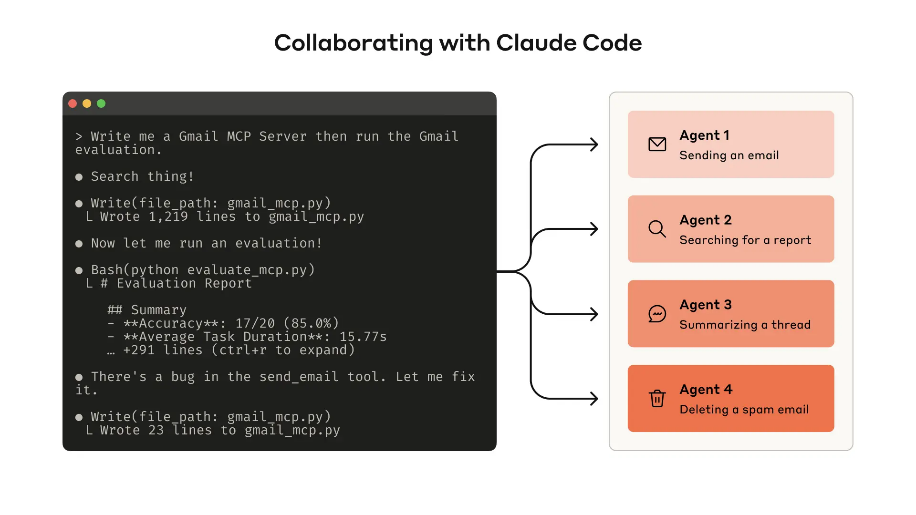 Collaborating with Claude Code
> Write me a Gmail MCP Server then run the Gmail
evaluation.
● Search thing!
● Write(file_path: gmail_mcp.py)
L Wrote 1,219 lines to gmail_mcp.py
● Now let me run an evaluation!
● Bash(python evaluate_mcp.py)
L # Evaluation Report
## Summary
- **Accuracy**: 17/20 (85.0%)
- **Average Task Duration**: 15.77s
… +291 lines (ctrl+r to expand)
● There's a bug in the send_email tool. Let me fix
it.
● Write(file_path: gmail_mcp.py)
L Wrote 23 lines to gmail_mcp.py
Agent 1
Sending an email
Agent 2
Searching for a report
Agent 3
Summarizing a thread
Agent 4
Deleting a spam email